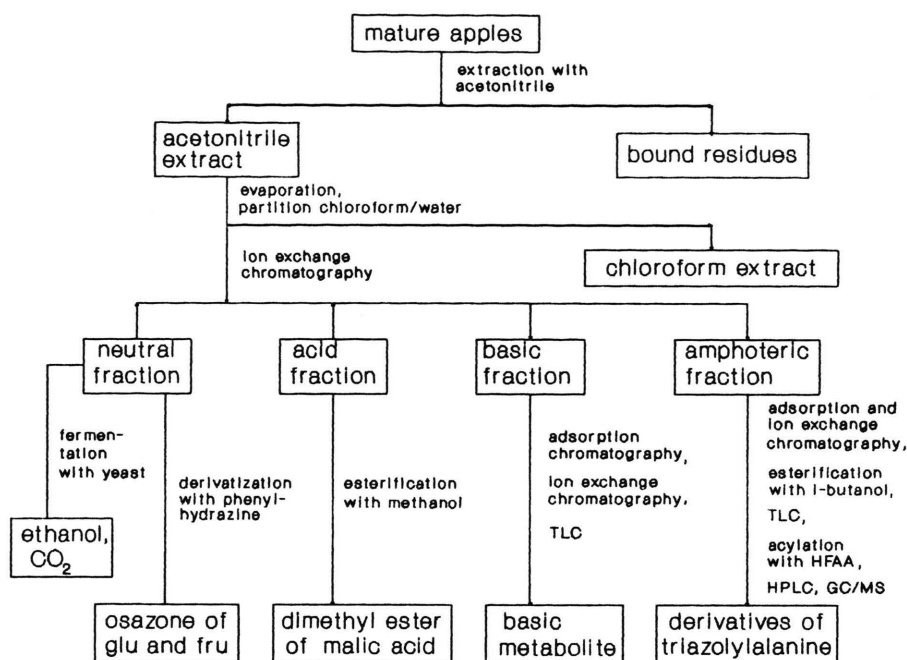 mature apples
extraction with
acetonitrile
acetonitrile
extract
bound residues
evaporation,
partition chloroform/water
ion exchange
chromatography
chloroform extract
neutral
fraction
acid
fraction
basic
fraction
amphoteric
fraction
fermen-
tation
with yeast
derivatization
with phenyl-
hydrazine
esterification
with methanol
adsorption
chromatography,
ion exchange
chromatography,
TLC
adsorption and
ion exchange
chromatography,
esterification
with i-butanol,
TLC,
acylation
with HFAA,
HPLC, GC/MS
ethanol,
CO₂
osazone of
glu and fru
dimethyl ester
of malic acid
basic
metabolite
derivatives of
triazolylalanine